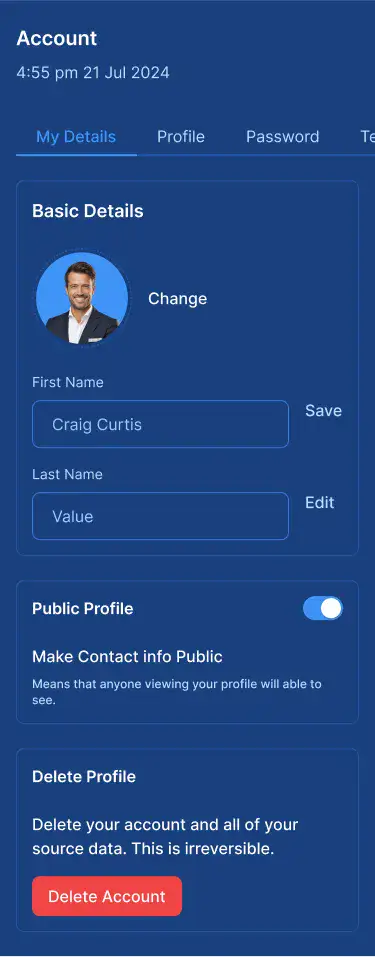 Account
4:55 pm 21 Jul 2024
My Details Profile Password Te
Basic Details
Change
First Name
Craig Curtis
Save
Last Name
Value
Edit
Public Profile
Make Contact info Public
Means that anyone viewing your profile will able to
see.
Delete Profile
Delete your account and all of your
source data. This is irreversible.
Delete Account